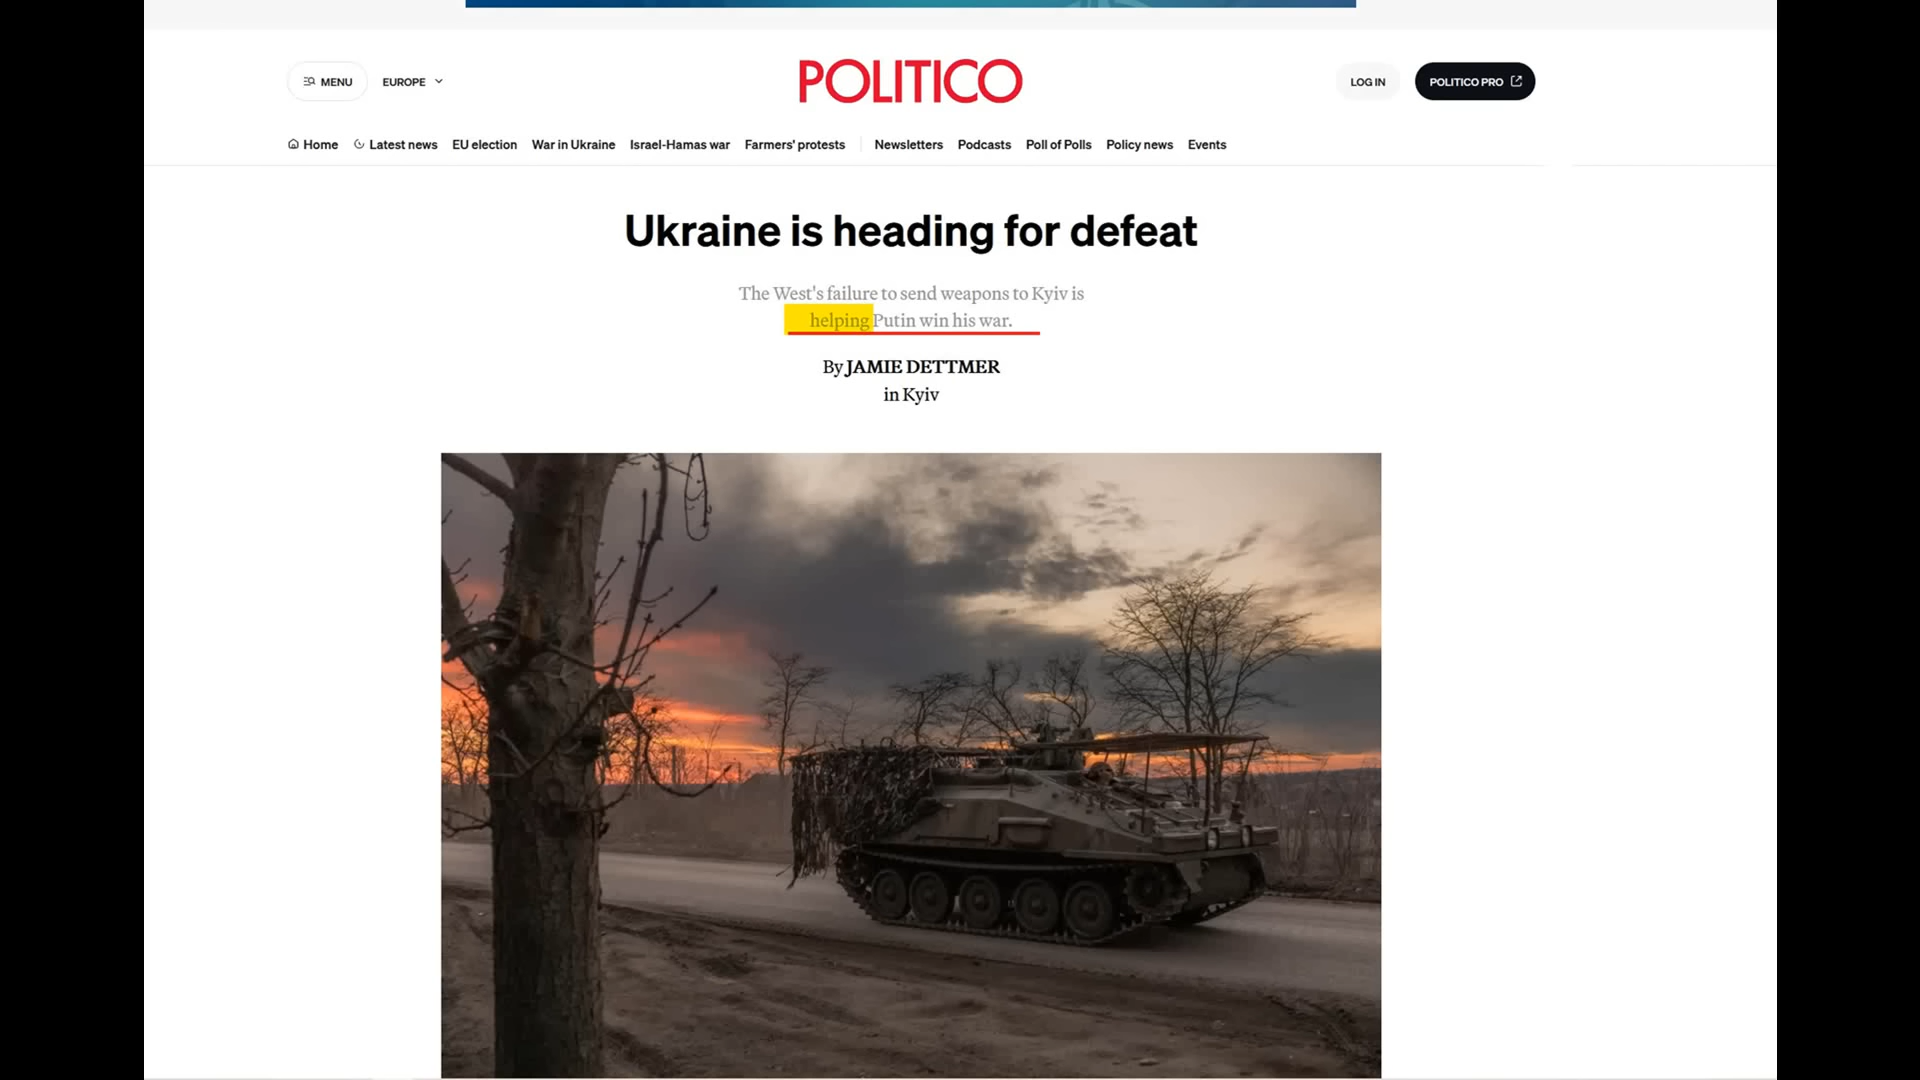 MENU
EUROPE
POLITICO
LOG IN
POLITICO PRO
Home Latest news EU election War in Ukraine Israel-Hamas war Farmers' protests Newsletters Podcasts Poll of Polls Policy news Events
Ukraine is heading for defeat
The West's failure to send weapons to Kyiv is
helping Putin win his war.
By JAMIE DETTMER
in Kyiv